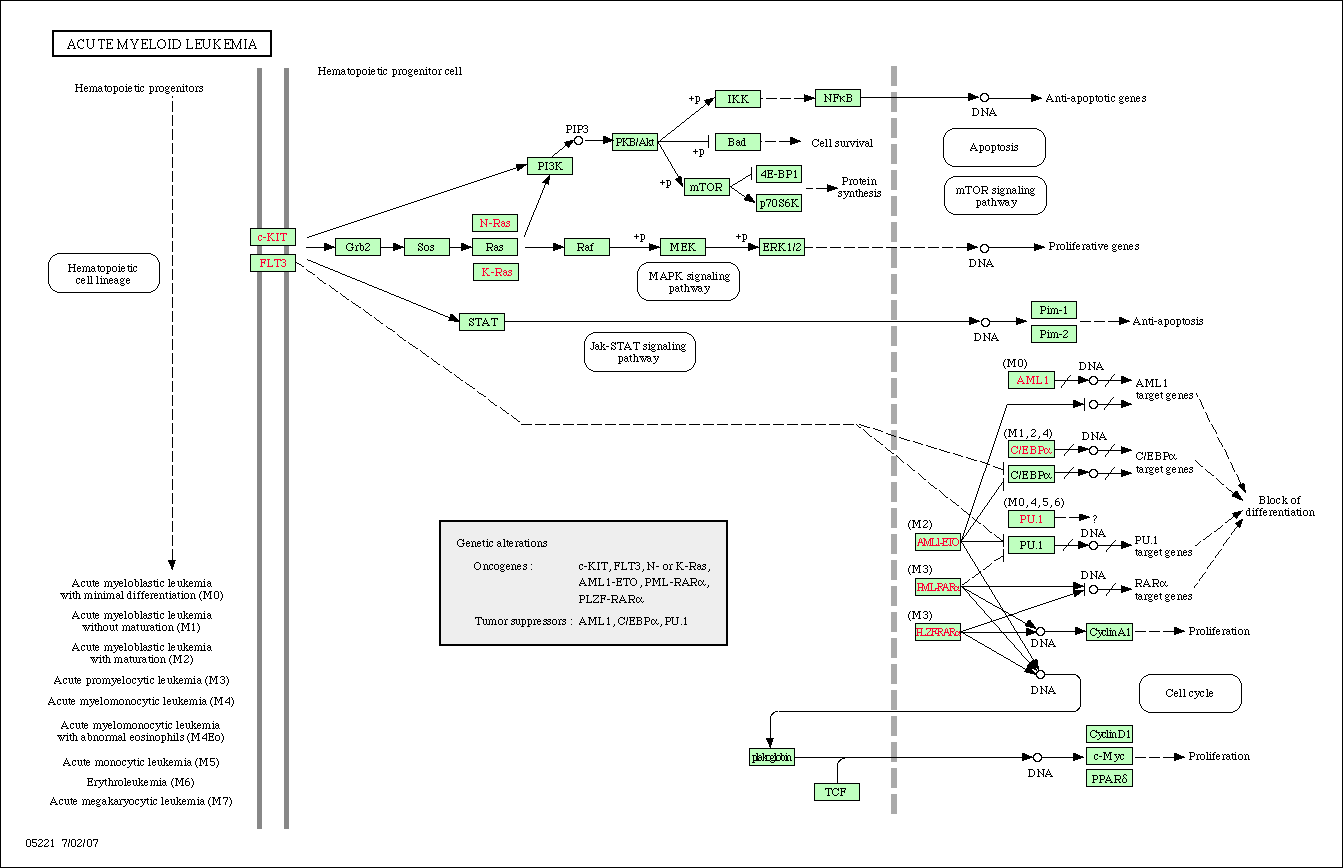 ACUTE MYELOID LEUKEMIA
Hematopoietic progenitor cell
Hematopoietic progenitors
Hematopoietic
cell lineage
Acute myeloblastic leukemia
with minimal differentiation (M0)
Acute myeloblastic leukemia
without maturation (M1)
Acute myeloblastic leukemia
with maturation (M2)
Acute promyelocytic leukemia (M3)
Acute myelomonocytic leukemia (M4)
Acute myelomonocytic leukemia
with abnormal eosinophils (M4Eo)
Acute monocytic leukemia (M5)
Erythroleukemia (M6)
Acute megakaryocytic leukemia (M7)
05221 7/02/07
c-KIT
FLT3
PI3K
PIP3
PKB/Akt
+p
IKK
NFκB
DNA
Anti-apoptotic genes
+p
Bad
Cell survival
Apoptosis
+p
mTOR
4E-BP1
p70S6K
Protein
synthesis
mTOR signaling
pathway
Grb2
Sos
N-Ras
Ras
K-Ras
Raf
+p
MEK
+p
ERK1/2
DNA
Proliferative genes
MAPK signaling
pathway
STAT
DNA
Pim-1
Pim-2
Anti-apoptosis
Jak-STAT signaling
pathway
(M0)
AML1
DNA
AML1
target genes
(M1,2,4)
C/EBPα
DNA
C/EBPα
C/EBPα
target genes
(M0,4,5,6)
PU.1
?
PU.1
DNA
PU.1
target genes
Block of
differentiation
(M2)
AML1-ETO
(M3)
PML-RARα
DNA
RARα
target genes
(M3)
PLZF-RARα
DNA
CyclinA1
Proliferation
DNA
Cell cycle
plakoglobin
TCF
DNA
CyclinD1
c-Myc
PPARδ
Proliferation
Genetic alterations
Oncogenes : c-KIT, FLT3, N- or K-Ras,
AML1-ETO, PML-RARα,
PLZF-RARα
Tumor suppressors : AML1, C/EBPα, PU.1